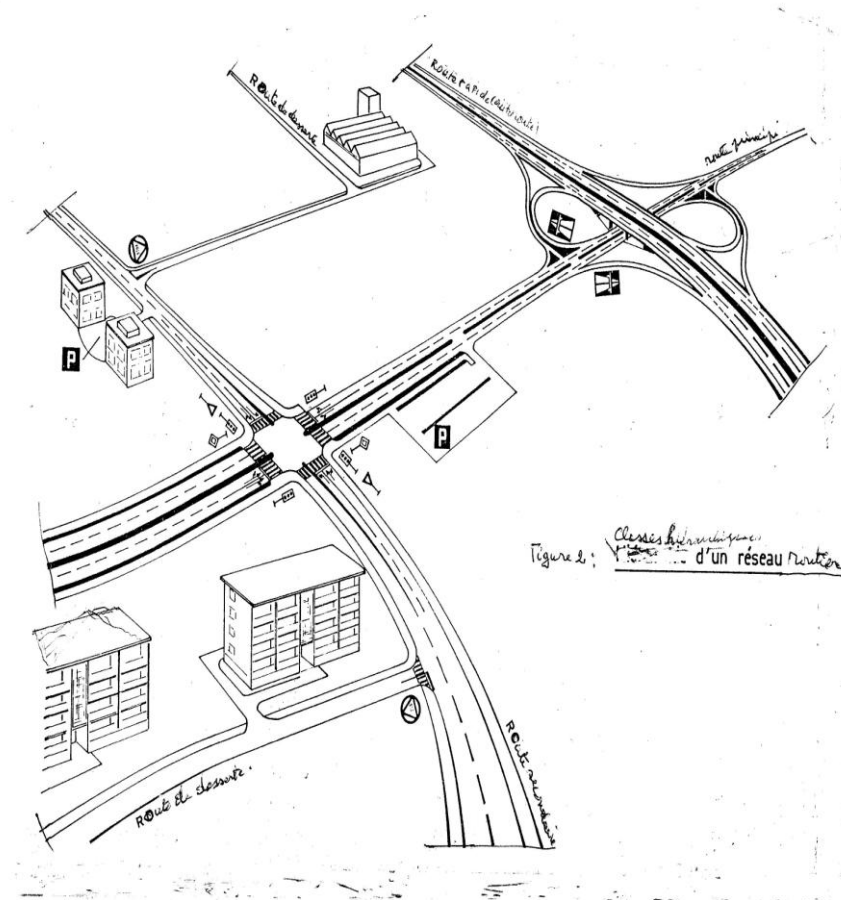 Route de desserte
Route rapide (autoroute)
route princip
P
P
Figure 2: Classes hiérarchiques
d'un réseau routier
Route secondaire
Route de desserte.